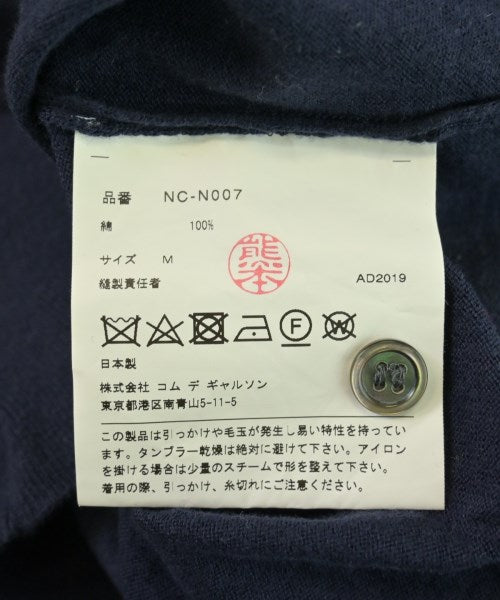 品番 NC-N007
綿 100%
サイズ M
熊本
縫製責任者 AD2019
F W
日本製
株式会社 コム デ ギャルソン
東京都港区南青山5-11-5
この製品は引っかけや毛玉が発生し易い特性を持ってい
ます。タンブラー乾燥は絶対に避けて下さい。アイロン
を掛ける場合は少量のスチームで形を整えて下さい。
着用の際、引っかけ、糸切れにご注意ください。